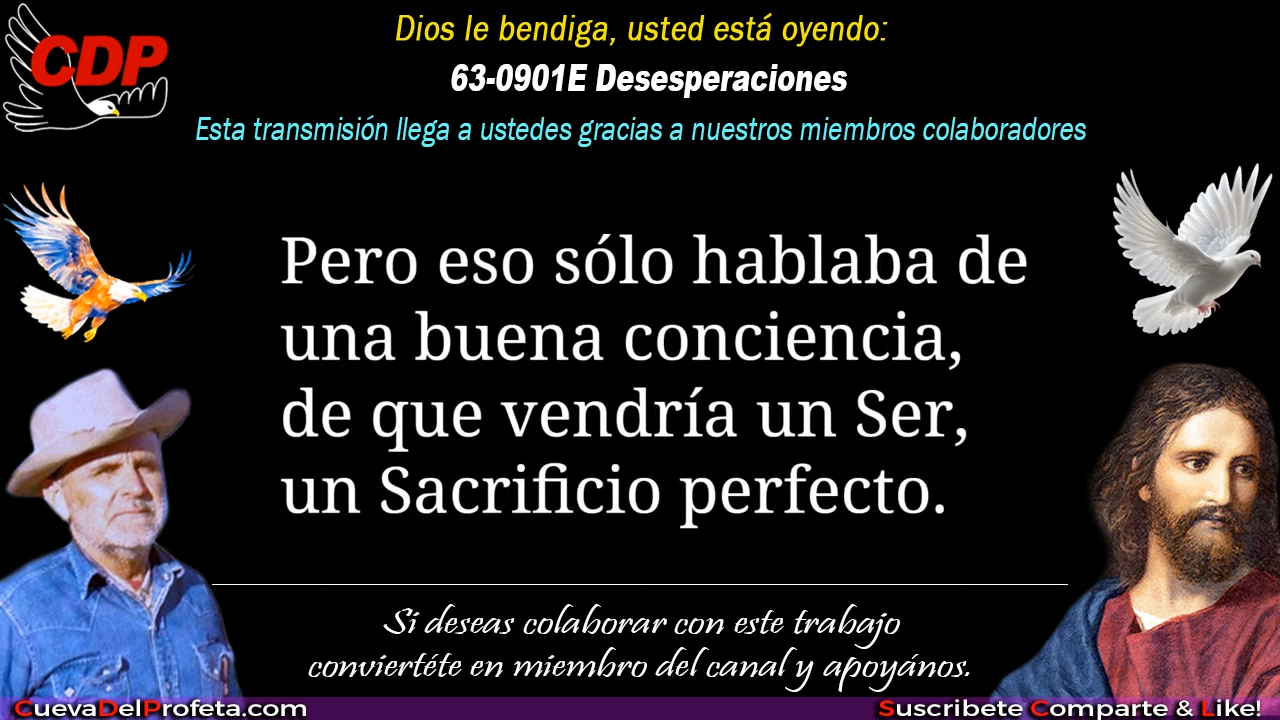 CDP
Dios le bendiga, usted está oyendo:
63-0901E Desesperaciones
Esta transmisión llega a ustedes gracias a nuestros miembros colaboradores
Pero eso sólo hablaba de
una buena conciencia,
de que vendría un Ser,
un Sacrificio perfecto.
Si deseas colaborar con este trabajo
conviertéte en miembro del canal y apoyános.
CuevaDelProfeta.com
Suscribete Comparte & Like!